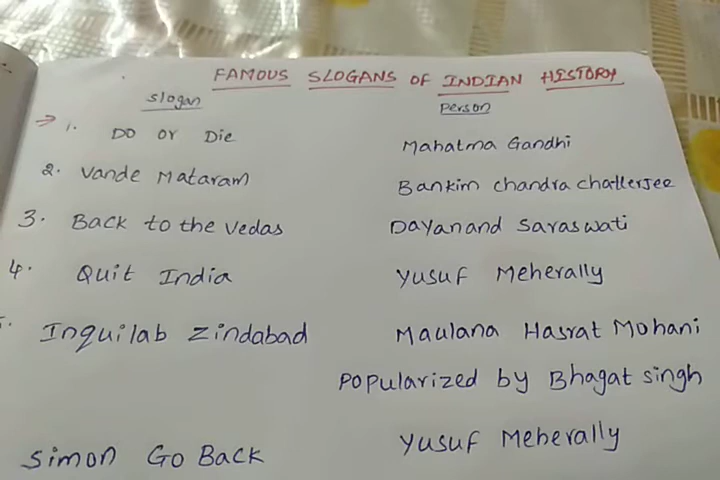 FAMOUS SLOGANS OF INDIAN HISTORY
Slogan Person
1. Do or Die Mahatma Gandhi
2. Vande Mataram Bankim Chandra Chatterjee
3. Back to the Vedas Dayanand Saraswati
4. Quit India Yusuf Meherally
5. Inquilab Zindabad Maulana Hasrat Mohani
Popularized by Bhagat Singh
Simon Go Back Yusuf Meherally